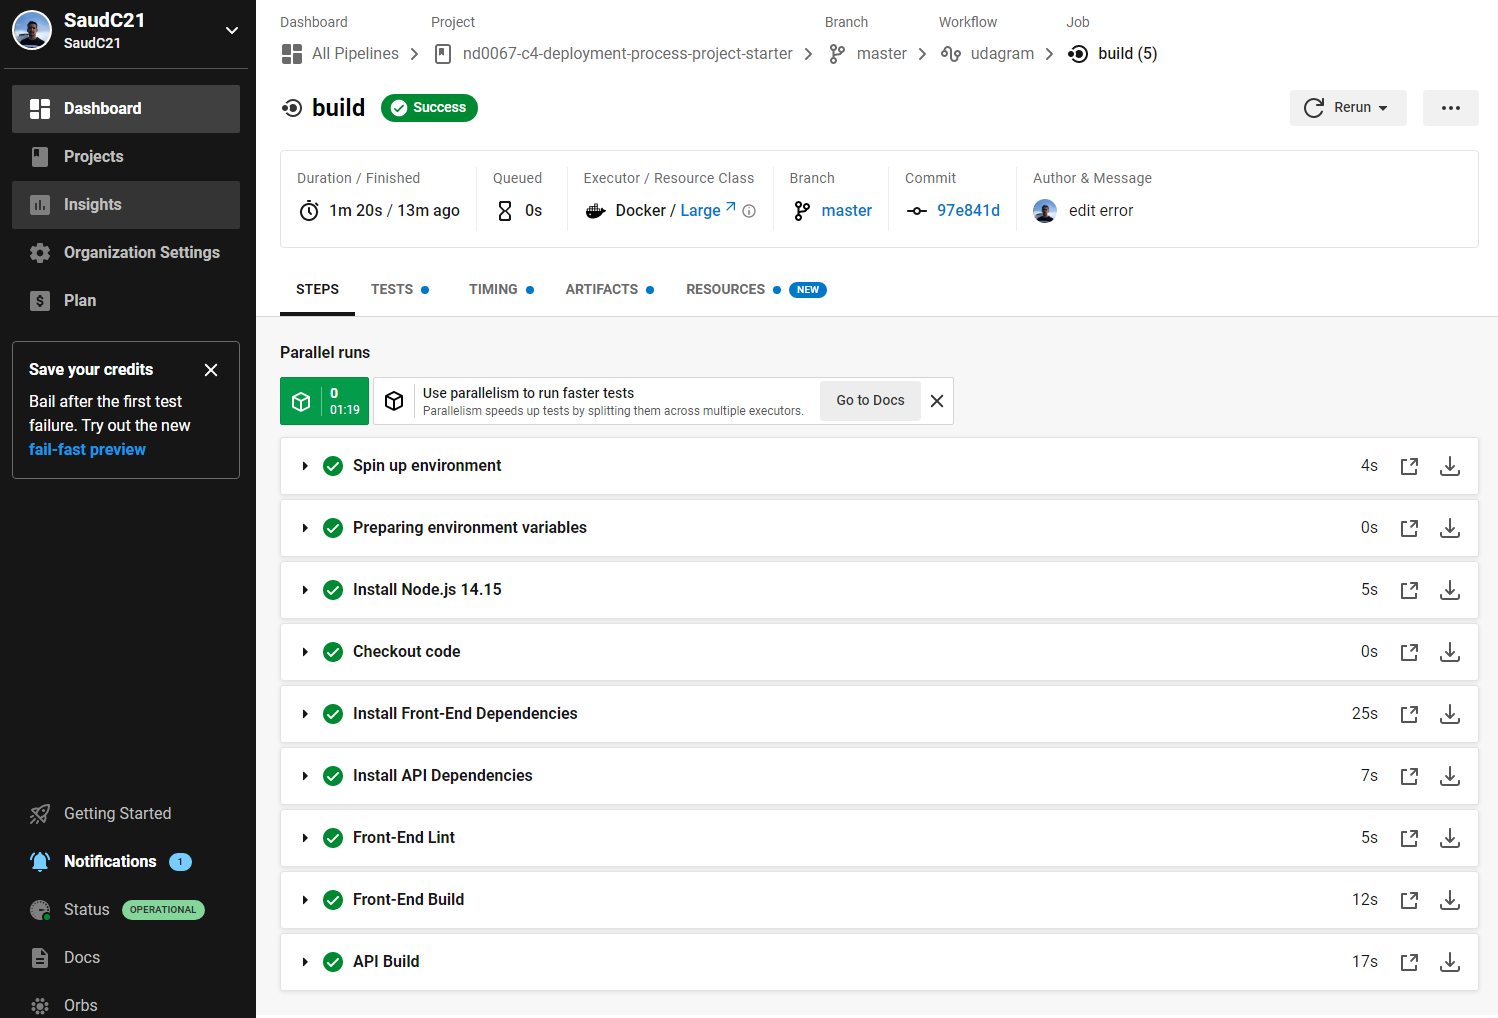 SaudC21
SaudC21
Dashboard
Projects
Insights
Organization Settings
Plan
Save your credits
Bail after the first test
failure. Try out the new
fail-fast preview
Getting Started
Notifications 1
Status OPERATIONAL
Docs
Orbs
Dashboard Project Branch Workflow Job
All Pipelines nd0067-c4-deployment-process-project-starter master udagram build (5)
build Success Rerun
Duration / Finished Queued Executor / Resource Class Branch Commit Author & Message
1m 20s / 13m ago 0s Docker / Large master 97e841d edit error
STEPS TESTS TIMING ARTIFACTS RESOURCES NEW
Parallel runs
0
01:19
Use parallelism to run faster tests
Parallelism speeds up tests by splitting them across multiple executors.
Go to Docs
Spin up environment 4s
Preparing environment variables 0s
Install Node.js 14.15 5s
Checkout code 0s
Install Front-End Dependencies 25s
Install API Dependencies 7s
Front-End Lint 5s
Front-End Build 12s
API Build 17s